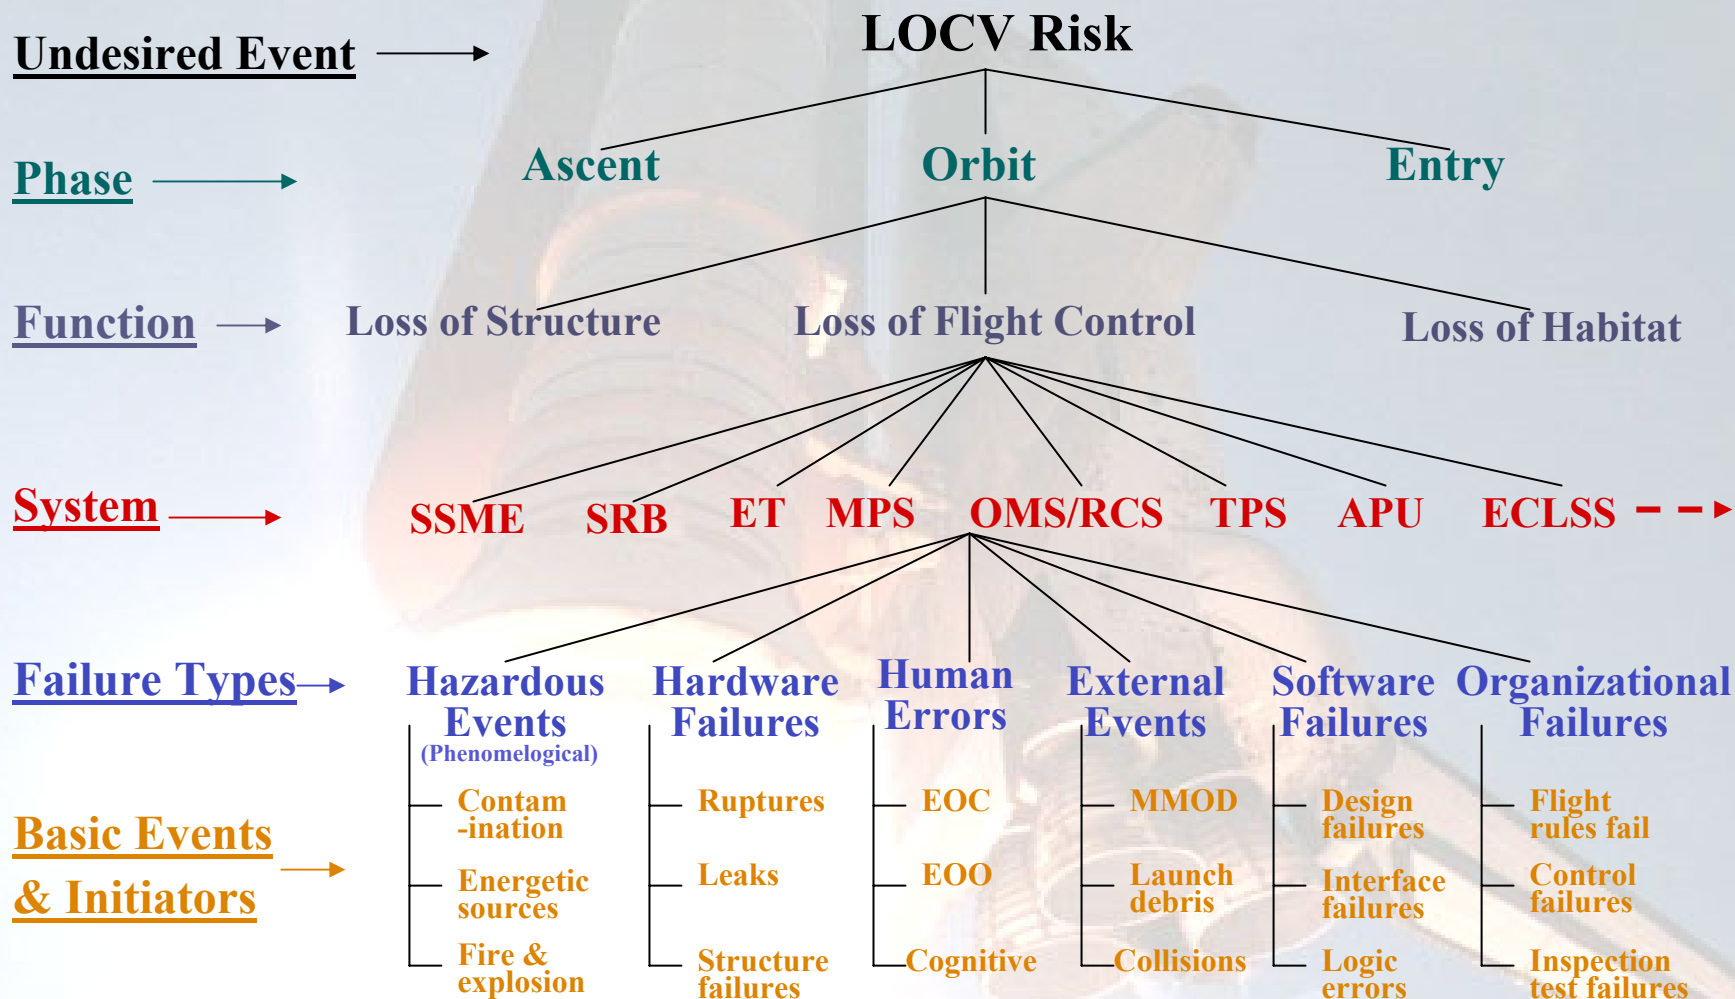 Undesired Event
LOCV Risk
Phase
Ascent
Orbit
Entry
Function
Loss of Structure
Loss of Flight Control
Loss of Habitat
System
SSME
SRB
ET
MPS
OMS/RCS
TPS
APU
ECLSS
Failure Types
Hazardous
Events
(Phenomelogical)
Hardware
Failures
Human
Errors
External
Events
Software
Failures
Organizational
Failures
Basic Events
& Initiators
Contam
-ination
Energetic
sources
Fire &
explosion
Ruptures
Leaks
Structure
failures
EOC
EOO
Cognitive
MMOD
Launch
debris
Collisions
Design
failures
Interface
failures
Logic
errors
Flight
rules fail
Control
failures
Inspection
test failures